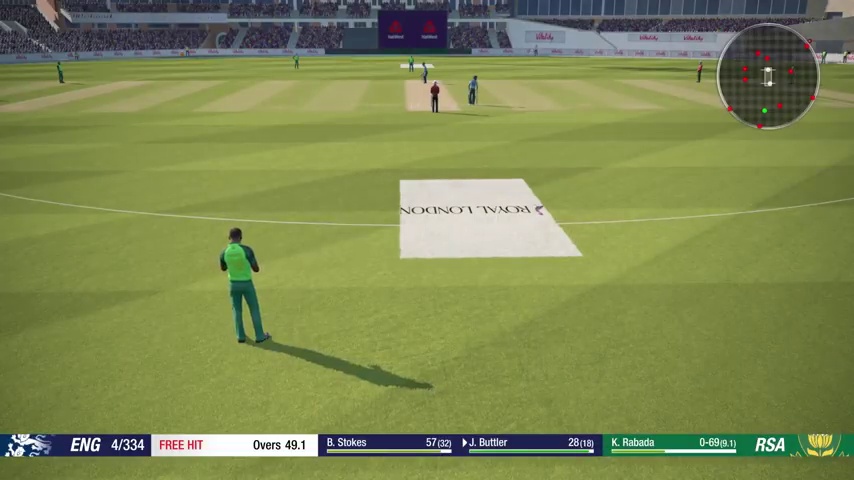 ROYAL LONDON
ENG 4/334 FREE HIT Overs 49.1 B. Stokes 57(32) J. Buttler 28(18) K. Rabada 0-69(9.1) RSA